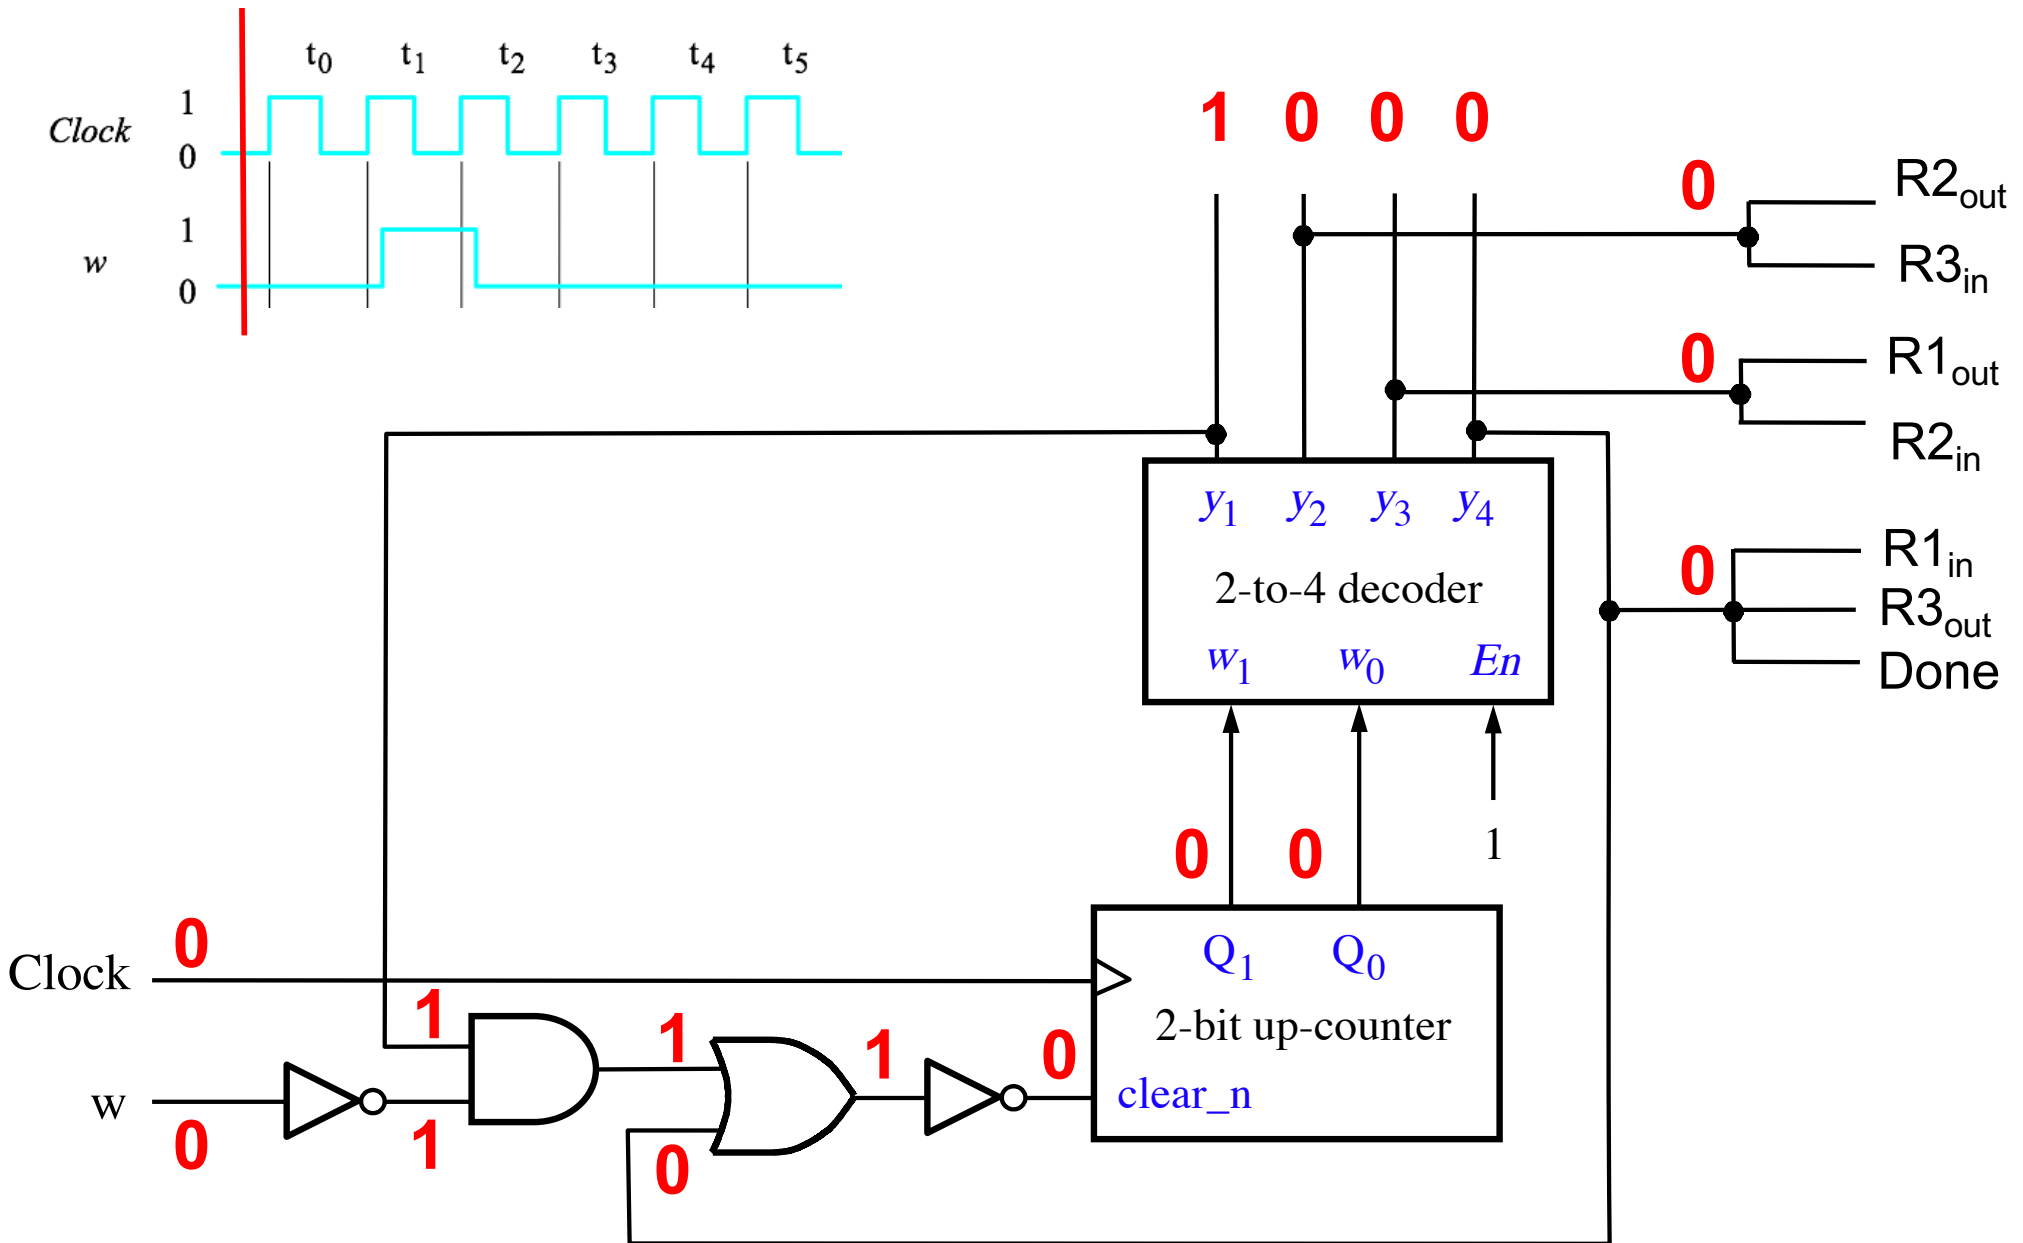 t0 t1 t2 t3 t4 t5
1
Clock
0
1
w
0
1 0 0 0
0
R2out
R3in
0
R1out
R2in
y1 y2 y3 y4
2-to-4 decoder
w1 w0 En
0
R1in
R3out
Done
0 0 1
Clock 0
Q1 Q0
2-bit up-counter
clear_n
1 1 1 0
w 0 1 0